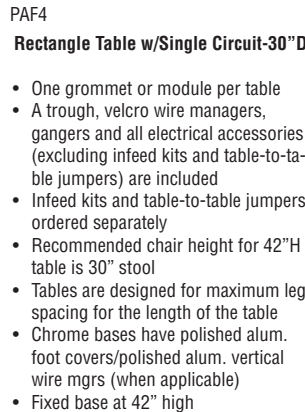 PAF4
Rectangle Table w/Single Circuit-30”D
• One grommet or module per table
• A trough, velcro wire managers,
gangers and all electrical accessories
(excluding infeed kits and table-to-ta-
ble jumpers) are included
• Infeed kits and table-to-table jumpers
ordered separately
• Recommended chair height for 42”H
table is 30” stool
• Tables are designed for maximum leg
spacing for the length of the table
• Chrome bases have polished alum.
foot covers/polished alum. vertical
wire mgrs (when applicable)
• Fixed base at 42” high